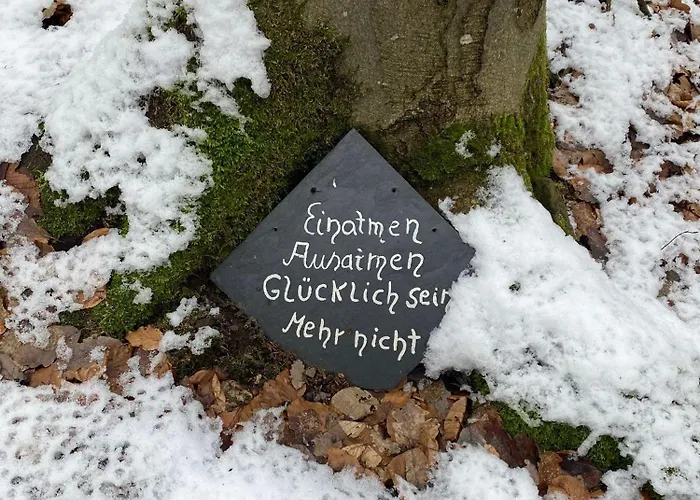 Einatmen
Ausatmen
GLücklich sein
Mehr nicht